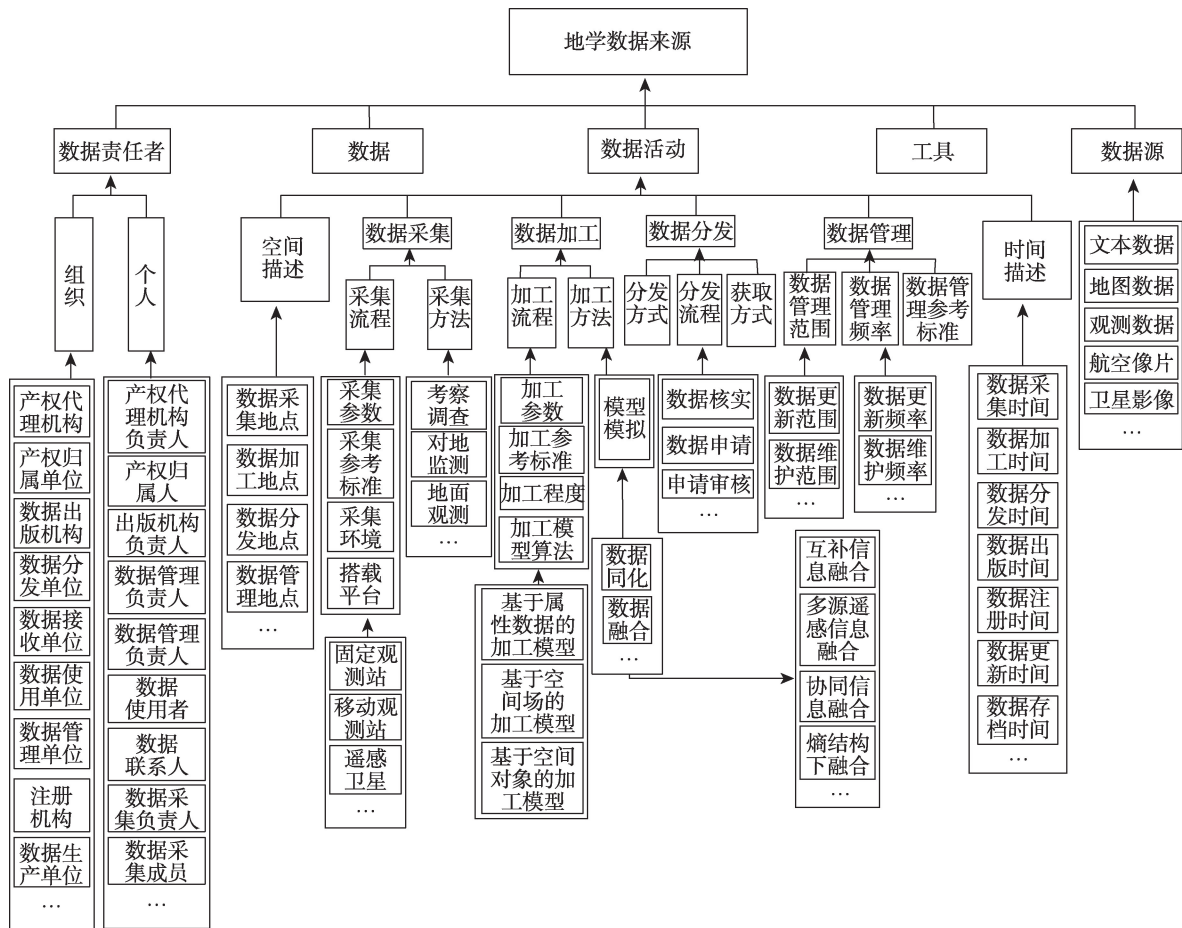 地学数据来源
数据责任者
数据
数据活动
工具
数据源
组
织
个
人
空间
描述
数据采集
数据加工
数据分发
数据管理
时间
描述
采集
流程
采集
方法
加工
流程
加工
方法
分发
方式
分发
流程
获取
方式
数据
管理
范围
数据
管理
频率
数据管
理参考
标准
文本数据
地图数据
观测数据
航空像片
卫星影像
…
产权代
理机构
产权归
属单位
数据出
版机构
数据分
发单位
数据接
收单位
数据使
用单位
数据管
理单位
注册
机构
数据生
产单位
…
产权代
理机构
负责人
产权归
属人
出版机构
负责人
数据管理
负责人
数据管理
负责人
数据
使用者
数据
联系人
数据采
集负责人
数据采
集成员
…
数据采
集地点
数据加
工地点
数据分
发地点
数据管
理地点
…
采集
参数
采集
参考
标准
采集
环境
搭载
平台
固定观
测站
移动观
测站
遥感
卫星
…
考察
调查
对地
监测
地面
观测
…
加工
参数
加工参
考标准
加工程度
加工模
型算法
基于属
性数据的
加工模型
基于空
间场的
加工模型
基于空间
对象的加
工模型
模型
模拟
数据
同化
数据
融合
…
数据核实
数据申请
申请审核
…
互补信
息融合
多源遥
感信息
融合
协同信
息融合
熵结构
下融合
…
数据更
新范围
数据维
护范围
…
数据更
新频率
数据维
护频率
…
数据采
集时间
数据加
工时间
数据分
发时间
数据出
版时间
数据注
册时间
数据更
新时间
数据存
档时间
…